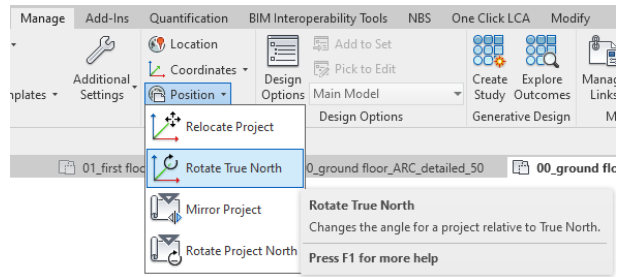 Manage Add-Ins Quantification BIM Interoperability Tools NBS One Click LCA Modify
Location
Coordinates
Position
Additional
Settings
Design
Options
Add to Set
Pick to Edit
Main Model
Create
Study
Explore
Outcomes
Links
Design Options
Generative Design
Relocate Project
Rotate True North
Mirror Project
Rotate Project North
01_first
0_ground floor_ARC_detailed_50
00_ground
Rotate True North
Changes the angle for a project relative to True North.
Press F1 for more help